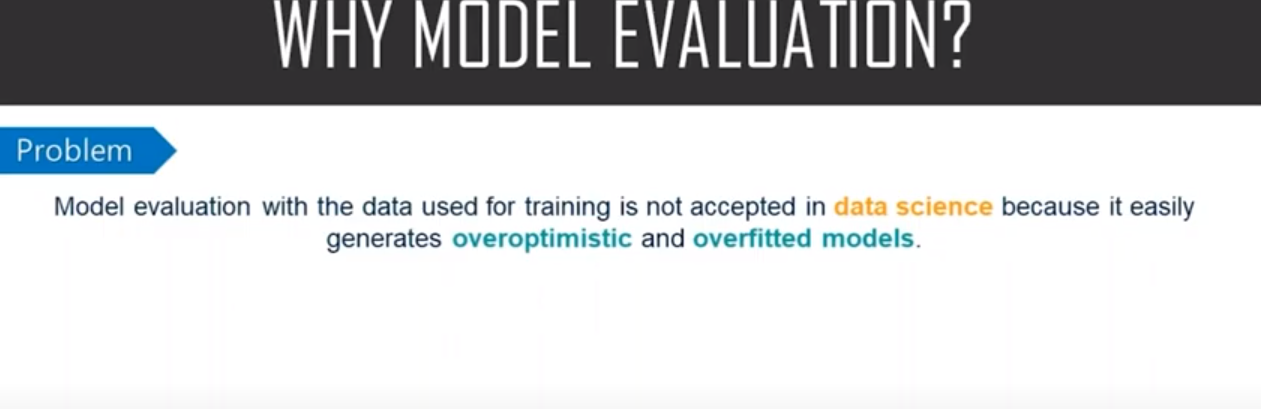 WHY MODEL EVALUATION?
Problem
Model evaluation with the data used for training is not accepted in data science because it easily
generates overoptimistic and overfitted models.